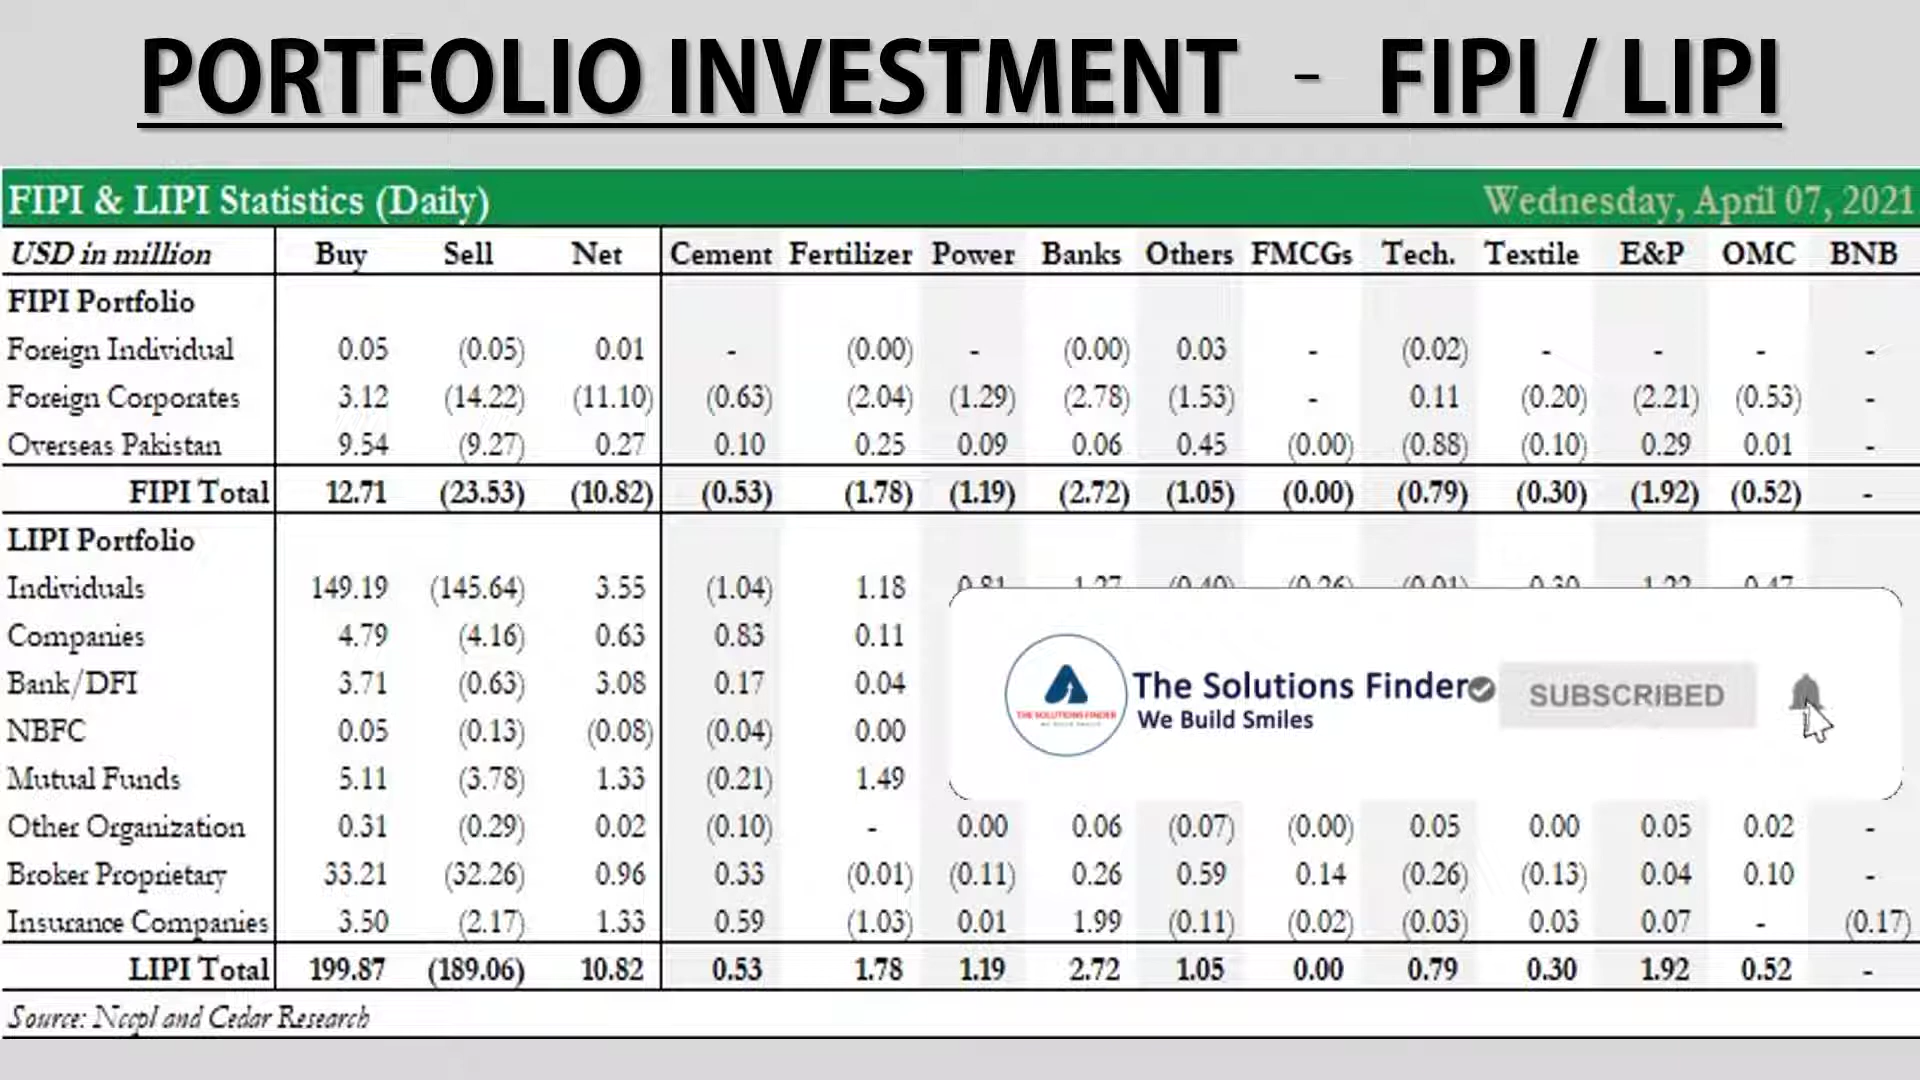 PORTFOLIO INVESTMENT - FIPI / LIPI
FIPI & LIPI Statistics (Daily) Wednesday, April 07, 2021
USD in million Buy Sell Net Cement Fertilizer Power Banks Others FMCGs Tech. Textile E&P OMC BNB
FIPI Portfolio
Foreign Individual 0.05 (0.05) 0.01 - (0.00) - (0.00) 0.03 - (0.02) - - - -
Foreign Corporates 3.12 (14.22) (11.10) (0.63) (2.04) (1.29) (2.78) (1.53) - 0.11 (0.20) (2.21) (0.53) -
Overseas Pakistan 9.54 (9.27) 0.27 0.10 0.25 0.09 0.06 0.45 (0.00) (0.88) (0.10) 0.29 0.01 -
FIPI Total 12.71 (23.53) (10.82) (0.53) (1.78) (1.19) (2.72) (1.05) (0.00) (0.79) (0.30) (1.92) (0.52) -
LIPI Portfolio
Individuals 149.19 (145.64) 3.55 (1.04) 1.18
Companies 4.79 (4.16) 0.63 0.83 0.11
Bank/DFI 3.71 (0.63) 3.08 0.17 0.04
NBFC 0.05 (0.13) (0.08) (0.04) 0.00
Mutual Funds 5.11 (3.78) 1.33 (0.21) 1.49
THE SOLUTIONS FINDER
The Solutions Finder
We Build Smiles
SUBSCRIBED
Other Organization 0.31 (0.29) 0.02 (0.10) - 0.00 0.06 (0.07) (0.00) 0.05 0.00 0.05 0.02 -
Broker Proprietary 33.21 (32.26) 0.96 0.33 (0.01) (0.11) 0.26 0.59 0.14 (0.26) (0.13) 0.04 0.10 -
Insurance Companies 3.50 (2.17) 1.33 0.59 (1.03) 0.01 1.99 (0.11) (0.02) (0.03) 0.03 0.07 - (0.17)
LIPI Total 199.87 (189.06) 10.82 0.53 1.78 1.19 2.72 1.05 0.00 0.79 0.30 1.92 0.52 -
Source: Nccpl and Cedar Research